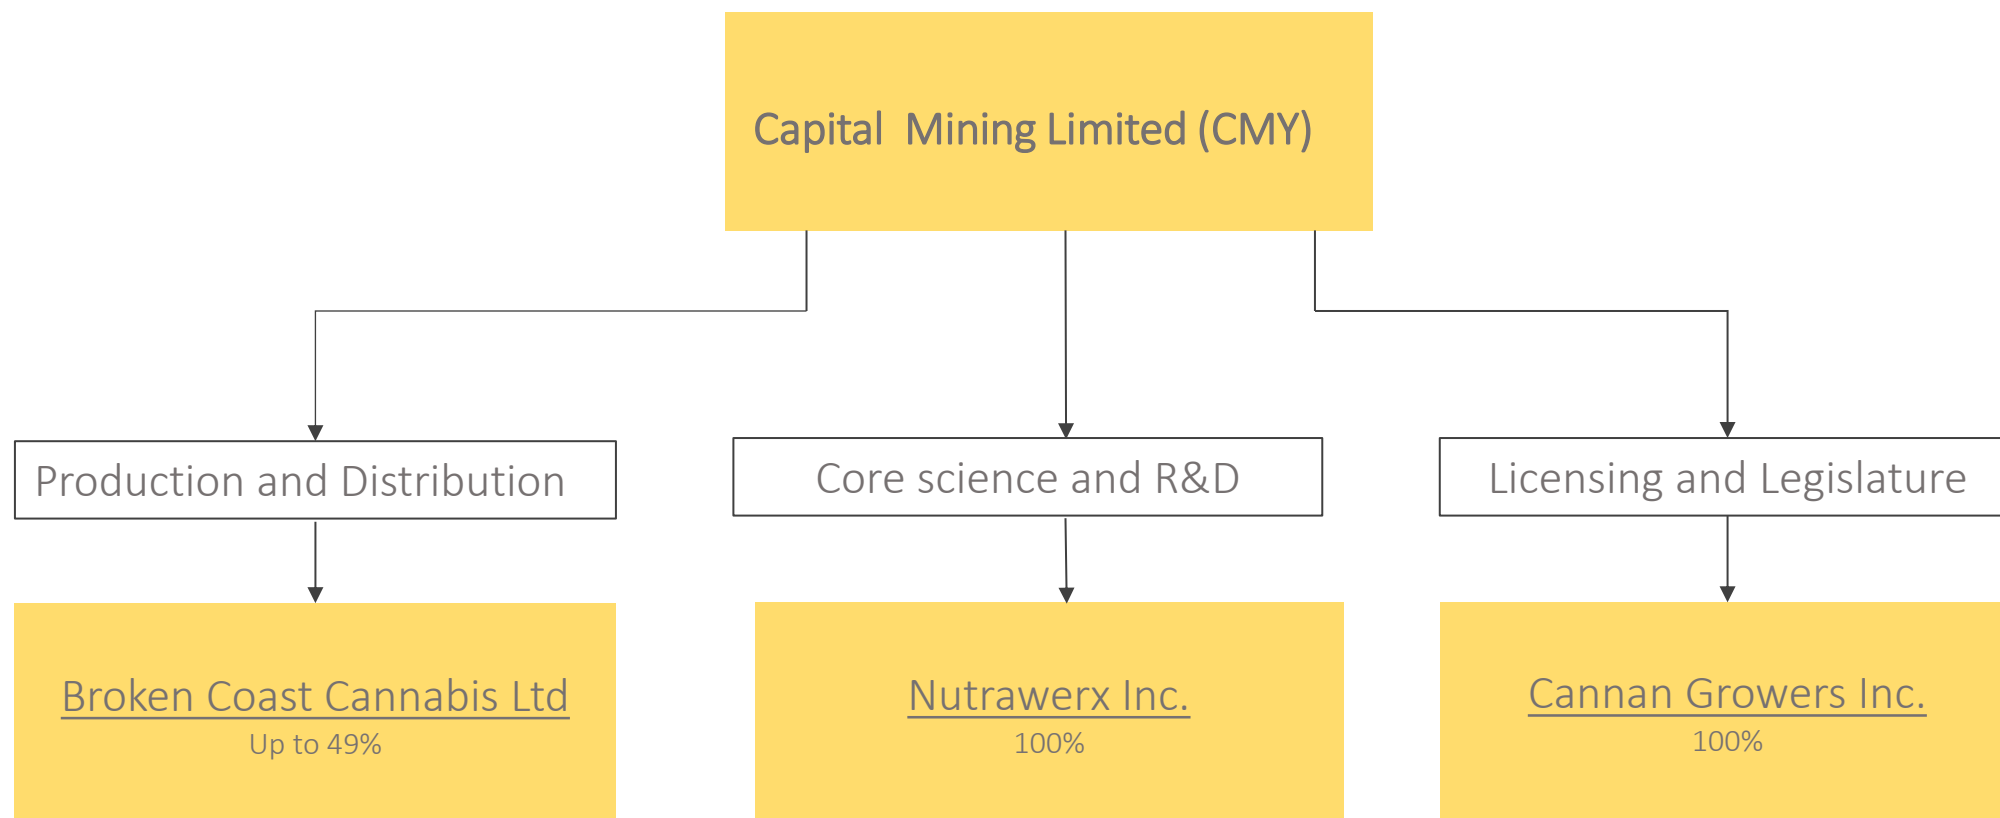 Capital Mining Limited (CMY)
Production and Distribution
Core science and R&D
Licensing and Legislature
Broken Coast Cannabis Ltd
Up to 49%
Nutrawerx Inc.
100%
Cannan Growers Inc.
100%